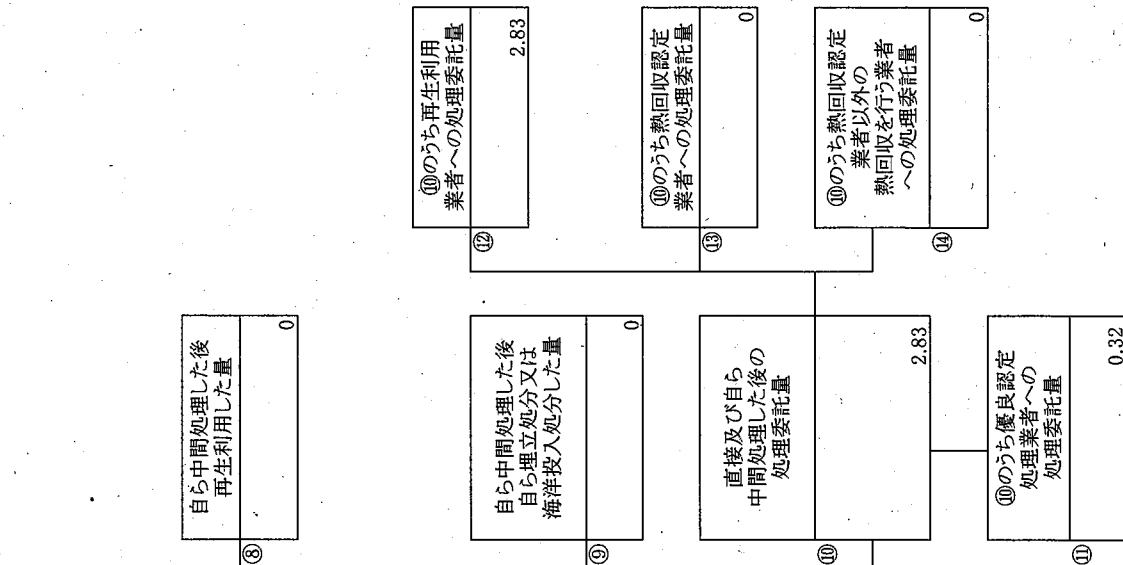 ⑧
自ら中間処理した後
再生利用した量
0
⑨
自ら中間処理した後
自ら埋立処分又は
海洋投入処分した量
0
⑩
直接及び自ら
中間処理した後の
処理委託量
2.83
⑪
⑩のうち優良認定
処理業者への
処理委託量
0.32
⑫
⑩のうち再生利用
業者への処理委託量
2.83
⑬
⑩のうち熱回収認定
業者への処理委託量
0
⑭
⑩のうち熱回収認定
業者以外の
熱回収を行う業者
への処理委託量
0